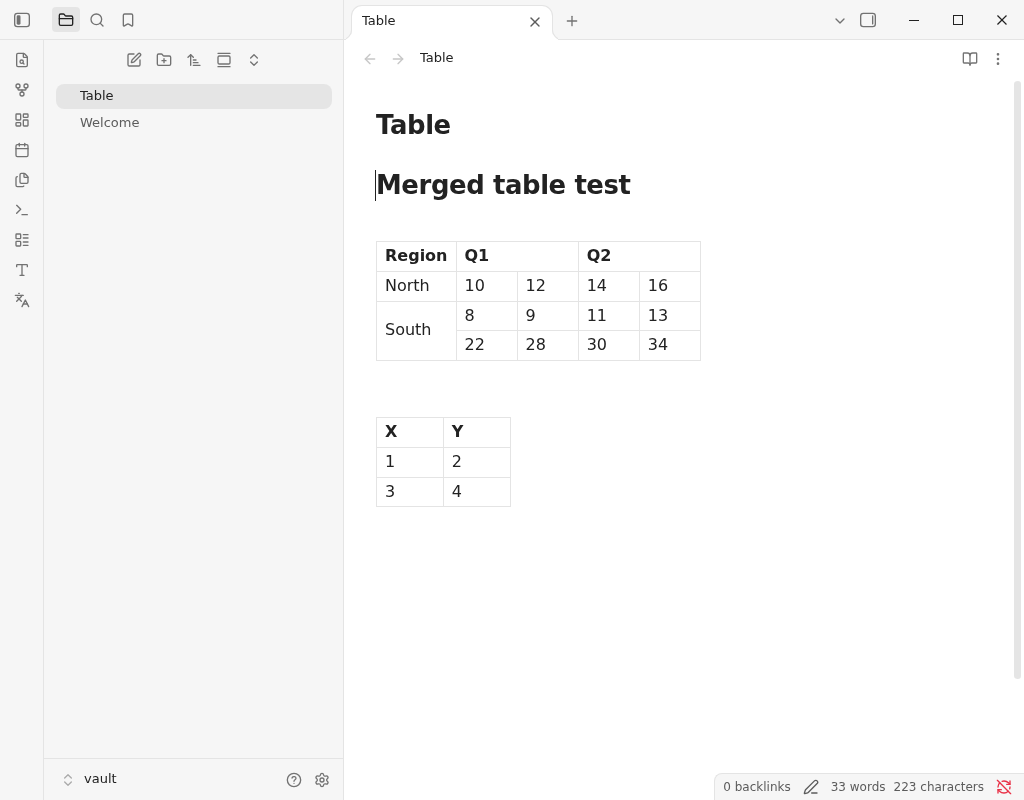 Table
Table
Table
Welcome
Table
Merged table test
Region Q1 Q2
North 10 12 14 16
South 8 9 11 13
22 28 30 34
X Y
1 2
3 4
vault
0 backlinks 33 words 223 characters